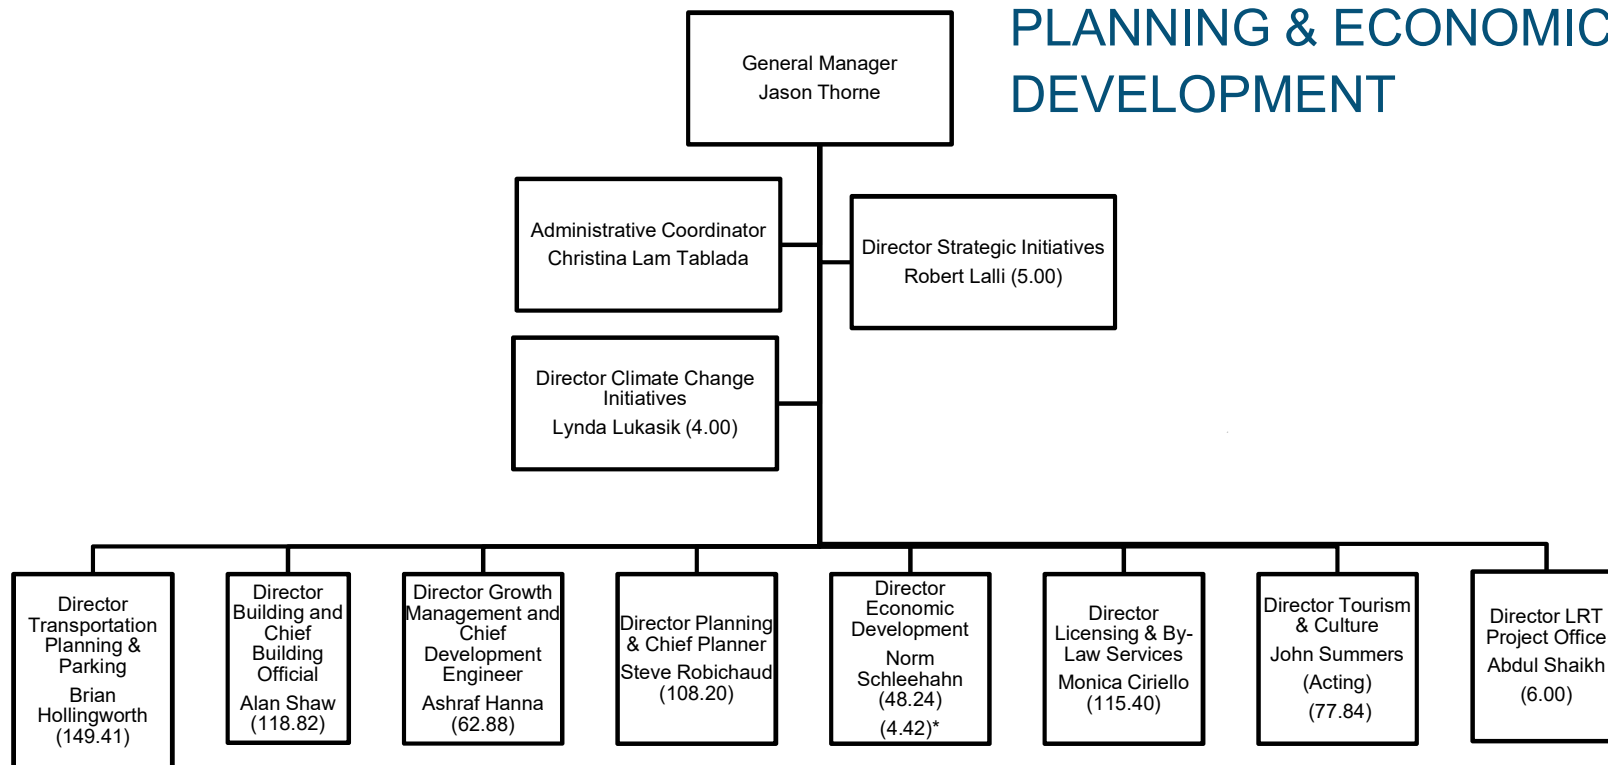 PLANNING & ECONOMIC
DEVELOPMENT
General Manager
Jason Thorne
Administrative Coordinator
Christina Lam Tablada
Director Strategic Initiatives
Robert Lalli (5.00)
Director Climate Change
Initiatives
Lynda Lukasik (4.00)
Director
Transportation
Planning &
Parking
Brian
Hollingworth
(149.41)
Director
Building and
Chief
Building
Official
Alan Shaw
(118.82)
Director Growth
Management and
Chief
Development
Engineer
Ashraf Hanna
(62.88)
Director Planning
& Chief Planner
Steve Robichaud
(108.20)
Director
Economic
Development
Norm
Schleehahn
(48.24)
(4.42)*
Director
Licensing & By-
Law Services
Monica Ciriello
(115.40)
Director Tourism
& Culture
John Summers
(Acting)
(77.84)
Director LRT
Project Office
Abdul Shaikh
(6.00)